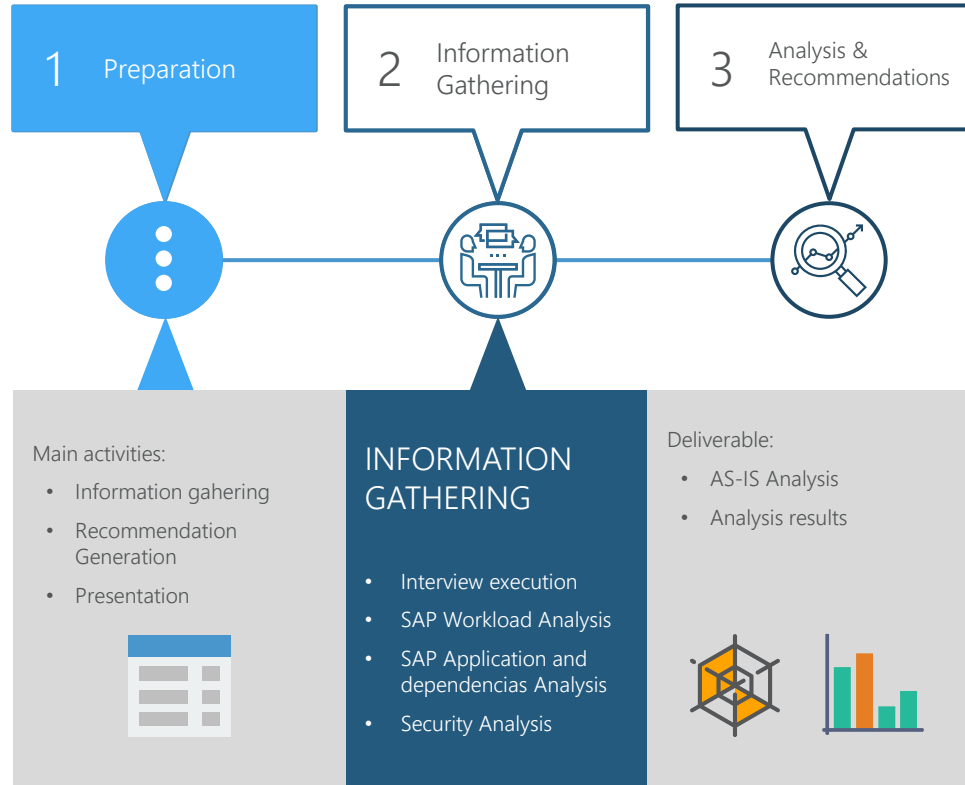 1 Preparation
2 Information
Gathering
3 Analysis &
Recommendations
Main activities:
• Information gahering
• Recommendation
Generation
• Presentation
INFORMATION
GATHERING
• Interview execution
• SAP Workload Analysis
• SAP Application and
dependencias Analysis
• Security Analysis
Deliverable:
• AS-IS Analysis
• Analysis results